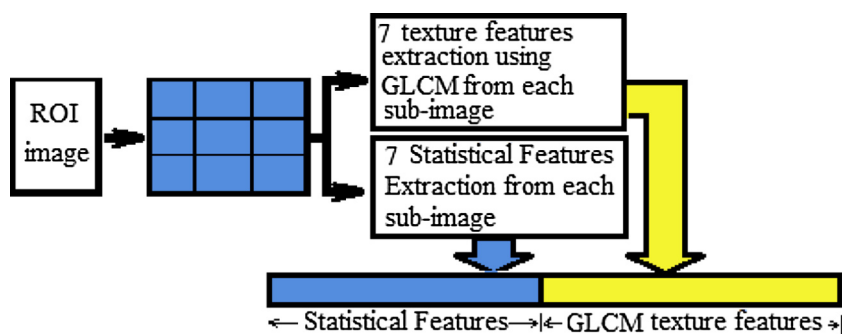 ROI
image
7 texture features
extraction using
GLCM from each
sub-image
7 Statistical Features
Extraction from each
sub-image
Statistical Features
GLCM texture features